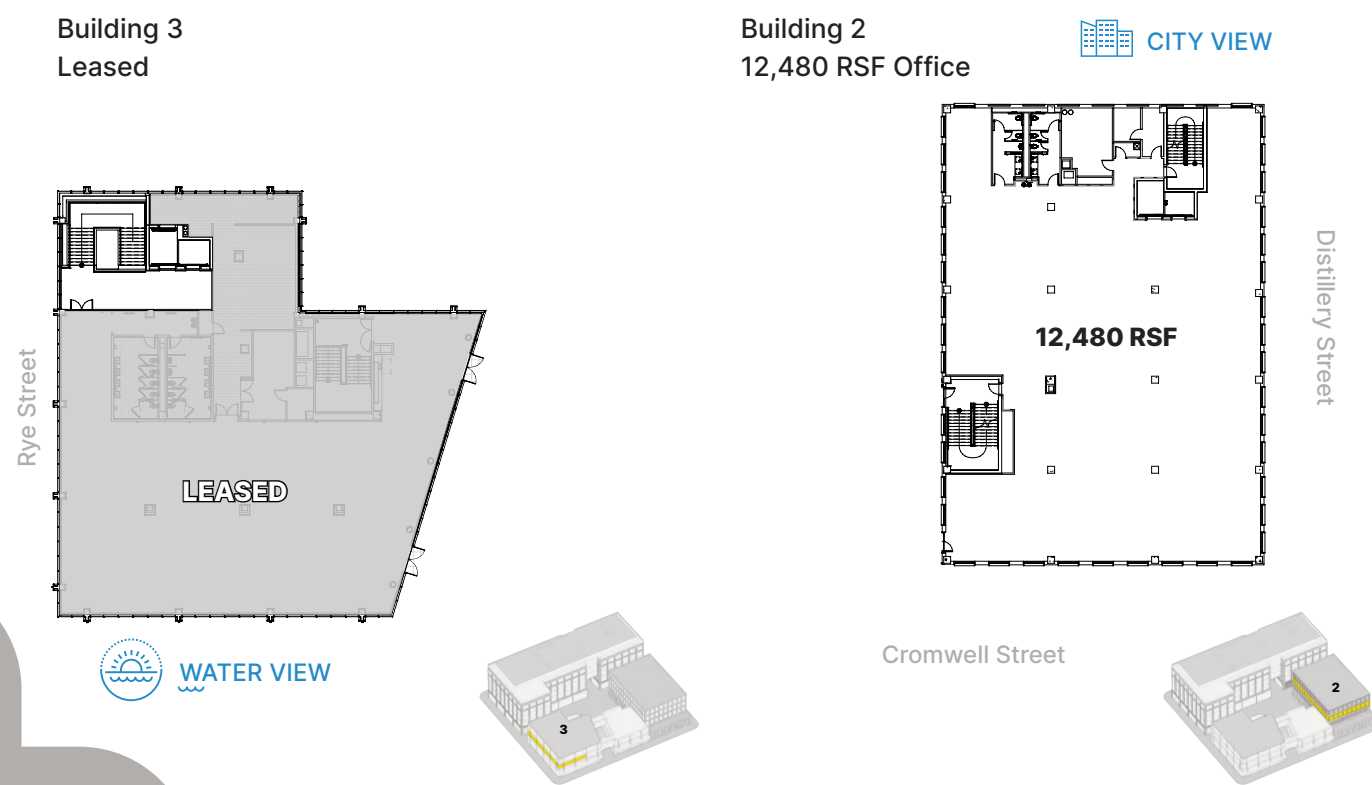 Building 3
Leased
Building 2
12,480 RSF Office
CITY VIEW
Rye Street
LEASED
WATER VIEW
3
12,480 RSF
Distillery Street
Cromwell Street
2